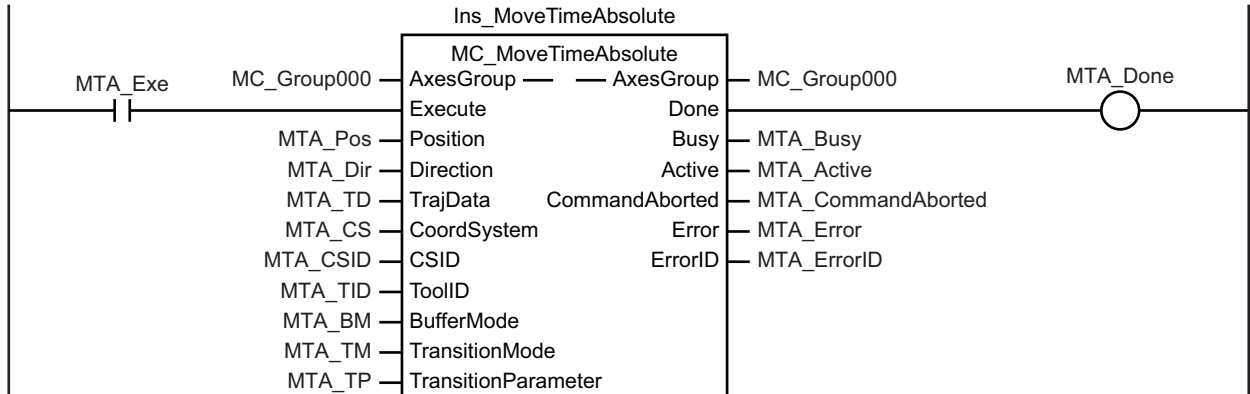 Ins_MoveTimeAbsolute
MC_MoveTimeAbsolute
MTA_Exe MC_Group000 AxesGroup AxesGroup MC_Group000 MTA_Done
Execute Done
MTA_Pos Position Busy MTA_Busy
MTA_Dir Direction Active MTA_Active
MTA_TD TrajData CommandAborted MTA_CommandAborted
MTA_CS CoordSystem Error MTA_Error
MTA_CSID CSID ErrorID MTA_ErrorID
MTA_TID ToolID
MTA_BM BufferMode
MTA_TM TransitionMode
MTA_TP TransitionParameter